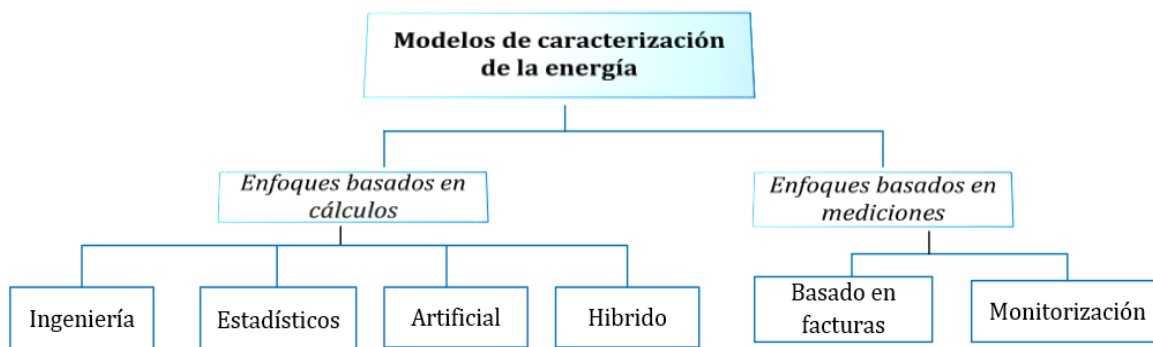 Modelos de caracterización
de la energía
Enfoques basados en
cálculos
Enfoques basados en
mediciones
Ingeniería
Estadísticos
Artificial
Hibrido
Basado en
facturas
Monitorización